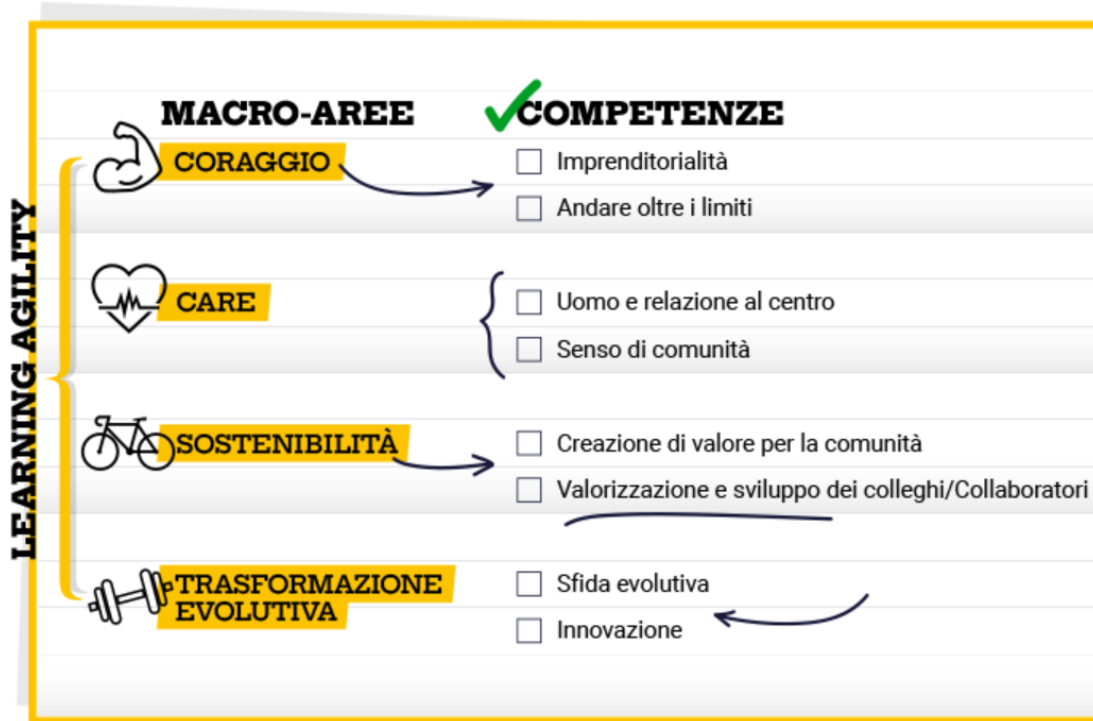 LEARNING AGILITY
MACRO-AREE
COMPETENZE
CORAGGIO
Imprenditorialità
Andare oltre i limiti
CARE
Uomo e relazione al centro
Senso di comunità
SOSTENIBILITÀ
Creazione di valore per la comunità
Valorizzazione e sviluppo dei colleghi/Collaboratori
TRASFORMAZIONE
EVOLUTIVA
Sfida evolutiva
Innovazione